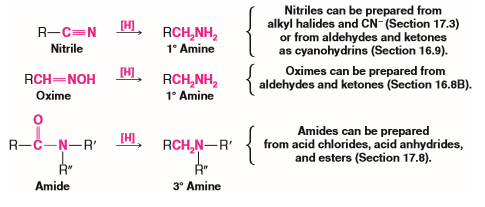 R—C≡N [H] RCH₂NH₂
Nitrile 1° Amine
Nitriles can be prepared from
alkyl halides and CN⁻ (Section 17.3)
or from aldehydes and ketones
as cyanohydrins (Section 16.9).
RCH═NOH [H] RCH₂NH₂
Oxime 1° Amine
Oximes can be prepared from
aldehydes and ketones (Section 16.8B).
O
R—C—N—R′ [H] RCH₂N—R′
R″ R″
Amide 3° Amine
Amides can be prepared
from acid chlorides, acid anhydrides,
and esters (Section 17.8).